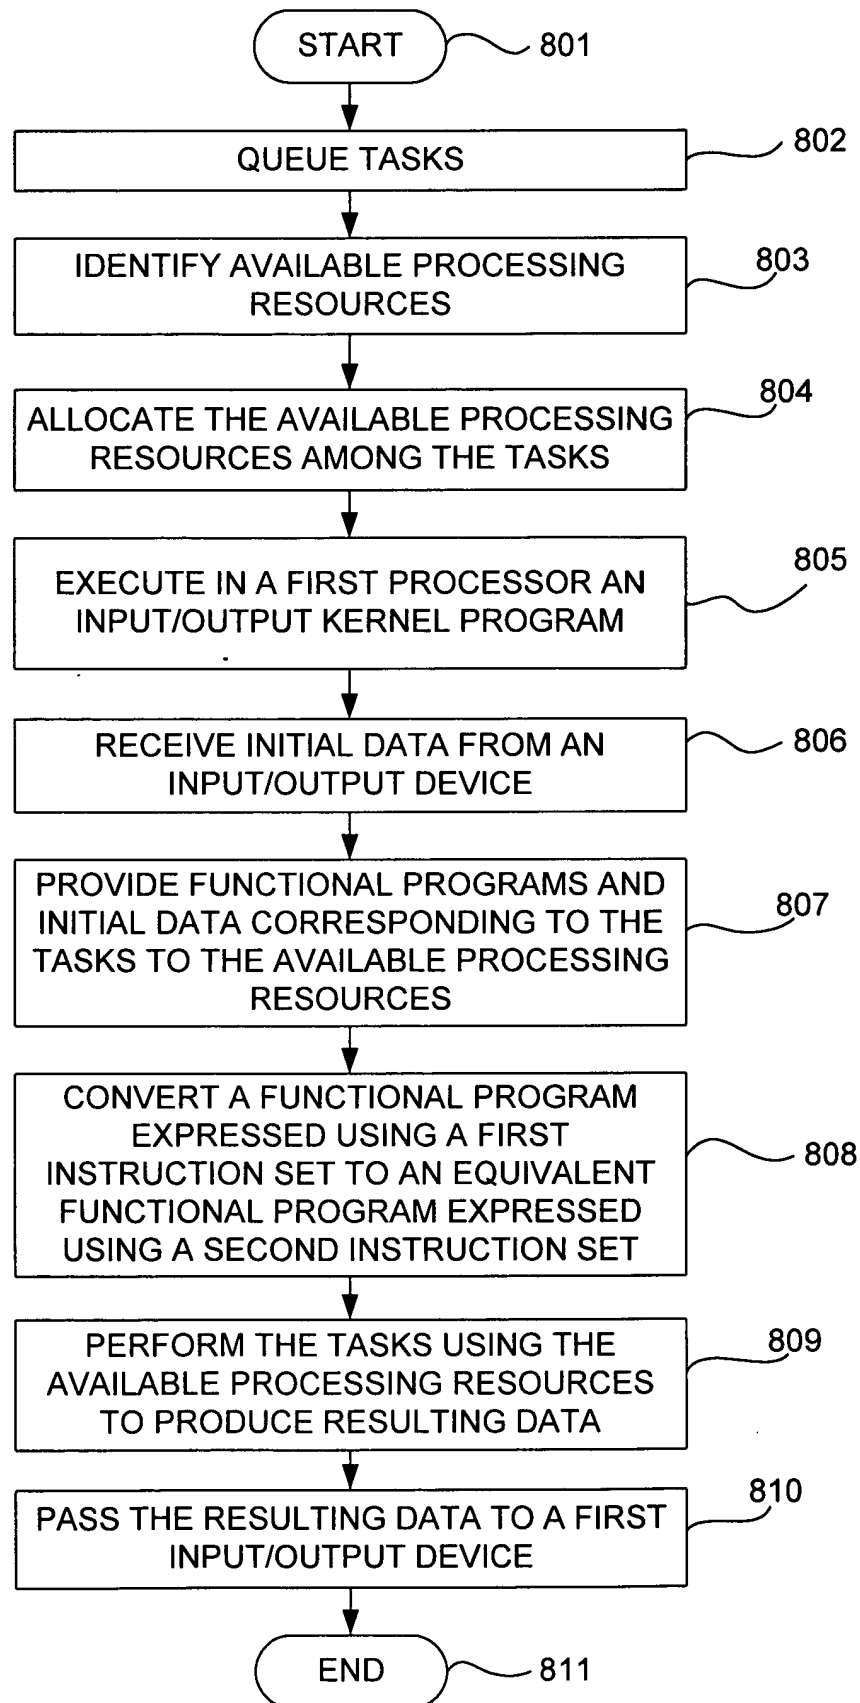 START
801
QUEUE TASKS
802
IDENTIFY AVAILABLE PROCESSING
RESOURCES
803
ALLOCATE THE AVAILABLE PROCESSING
RESOURCES AMONG THE TASKS
804
EXECUTE IN A FIRST PROCESSOR AN
INPUT/OUTPUT KERNEL PROGRAM
805
RECEIVE INITIAL DATA FROM AN
INPUT/OUTPUT DEVICE
806
PROVIDE FUNCTIONAL PROGRAMS AND
INITIAL DATA CORRESPONDING TO THE
TASKS TO THE AVAILABLE PROCESSING
RESOURCES
807
CONVERT A FUNCTIONAL PROGRAM
EXPRESSED USING A FIRST
INSTRUCTION SET TO AN EQUIVALENT
FUNCTIONAL PROGRAM EXPRESSED
USING A SECOND INSTRUCTION SET
808
PERFORM THE TASKS USING THE
AVAILABLE PROCESSING RESOURCES
TO PRODUCE RESULTING DATA
809
PASS THE RESULTING DATA TO A FIRST
INPUT/OUTPUT DEVICE
810
END
811